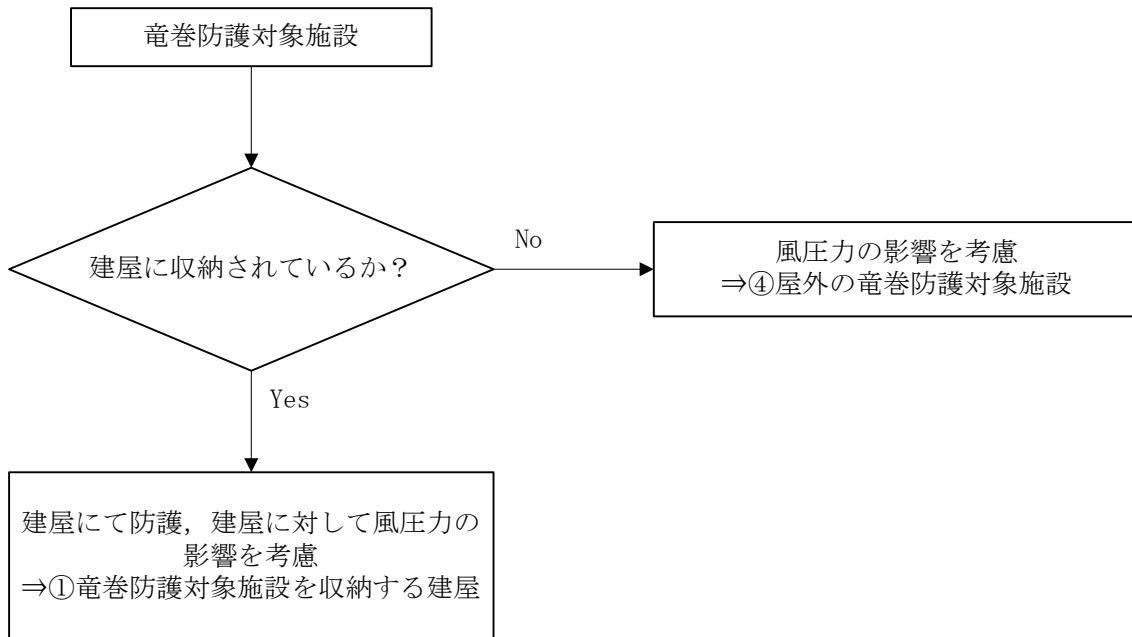 竜巻防護対象施設
建屋に収納されているか？
No
風圧力の影響を考慮
⇒④屋外の竜巻防護対象施設
Yes
建屋にて防護，建屋に対して風圧力の
影響を考慮
⇒①竜巻防護対象施設を収納する建屋